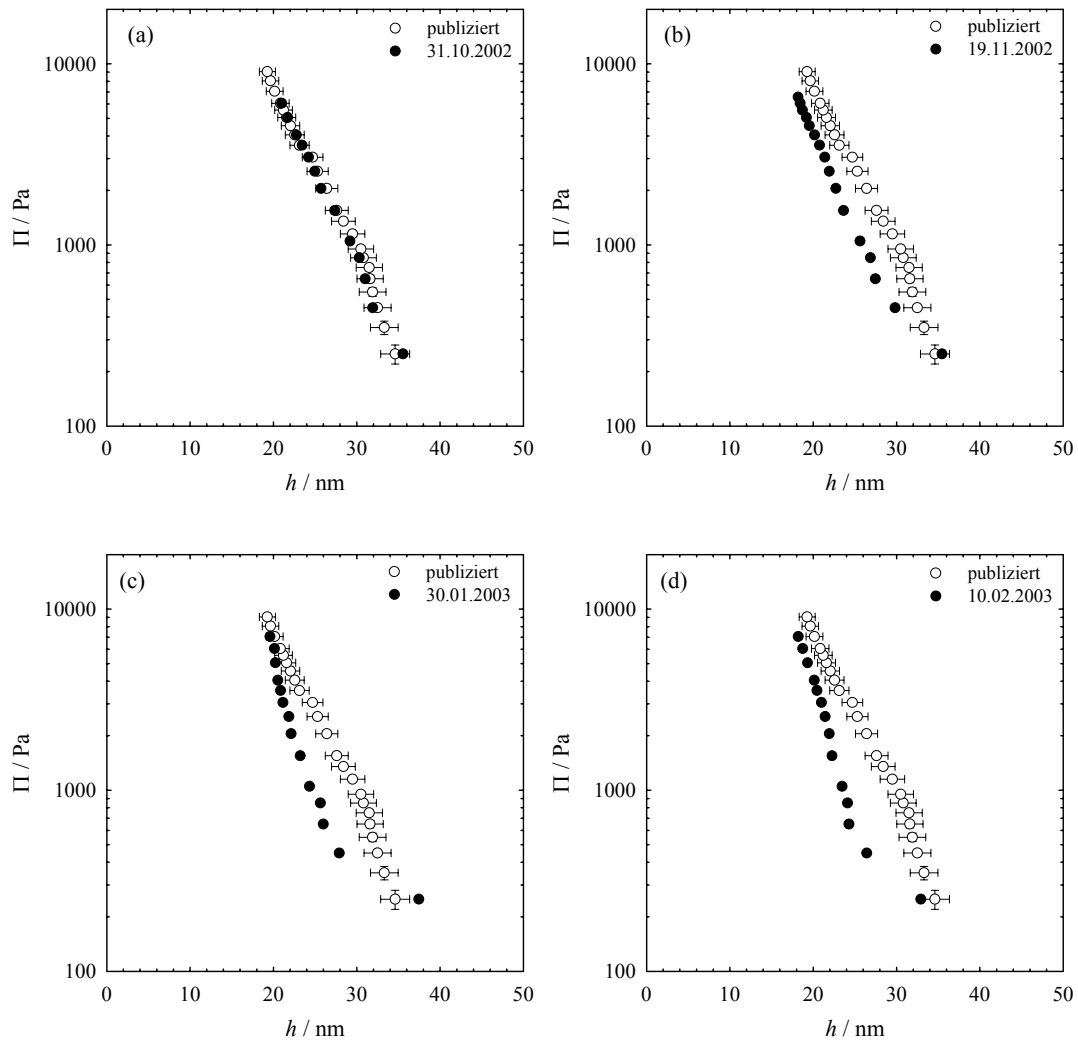 (a)
publiziert
31.10.2002
10000
1000
100
Π / Pa
0 10 20 30 40 50
h / nm
(b)
publiziert
19.11.2002
10000
1000
100
Π / Pa
0 10 20 30 40 50
h / nm
(c)
publiziert
30.01.2003
10000
1000
100
Π / Pa
0 10 20 30 40 50
h / nm
(d)
publiziert
10.02.2003
10000
1000
100
Π / Pa
0 10 20 30 40 50
h / nm